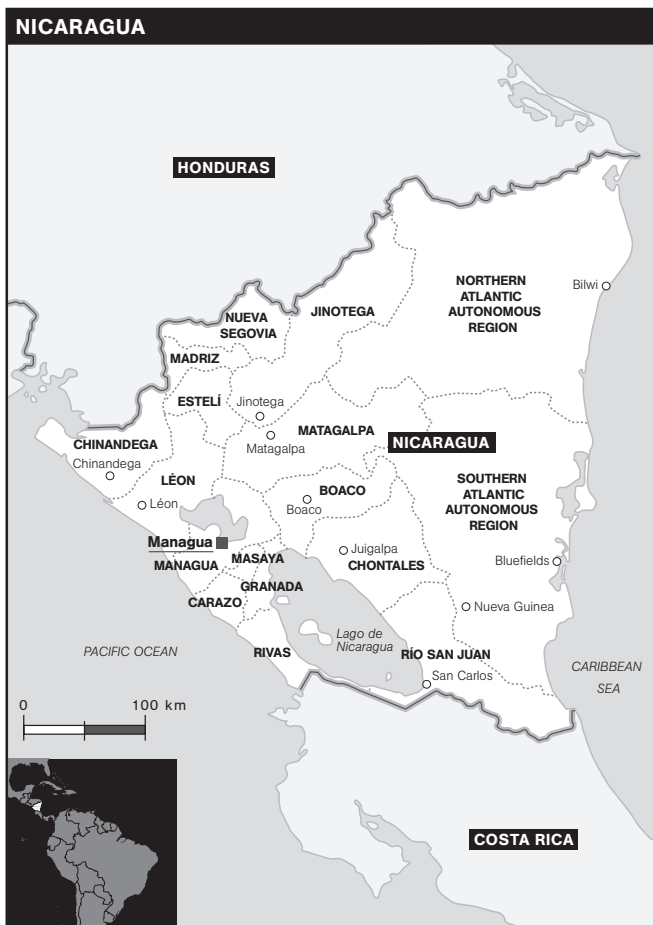 NICARAGUA
HONDURAS
NORTHERN
ATLANTIC
AUTONOMOUS
REGION
Bilwi
NUEVA
SEGOVIA
JINOTEGA
MADRIZ
ESTELÍ
Jinotega
MATAGALPA
Matagalpa
NICARAGUA
CHINANDEGA
Chinandega
LÉON
Léon
BOACO
Boaco
SOUTHERN
ATLANTIC
AUTONOMOUS
REGION
Managua
MANAGUA
MASAYA
Juigalpa
CHONTALES
Bluefields
GRANADA
CARAZO
Nueva Guinea
RIVAS
Lago de
Nicaragua
RÍO SAN JUAN
San Carlos
PACIFIC OCEAN
CARIBBEAN
SEA
0 100 km
COSTA RICA